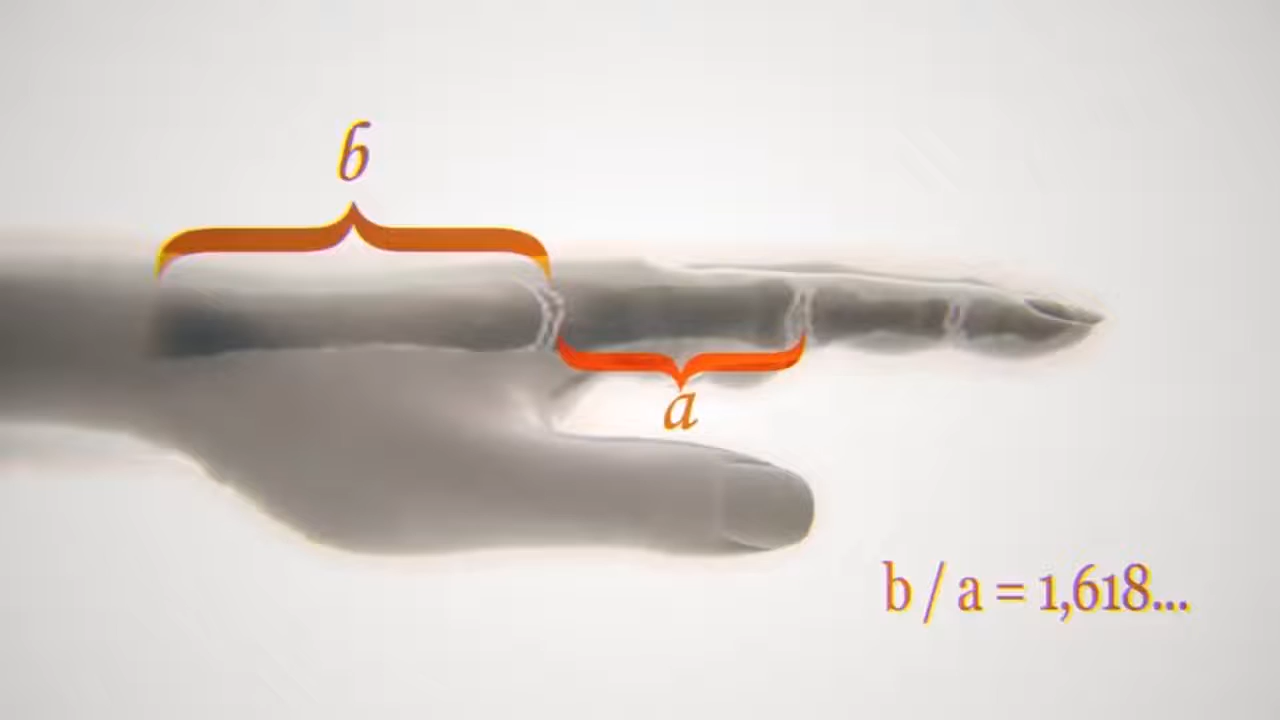 b
a
b / a = 1,618...